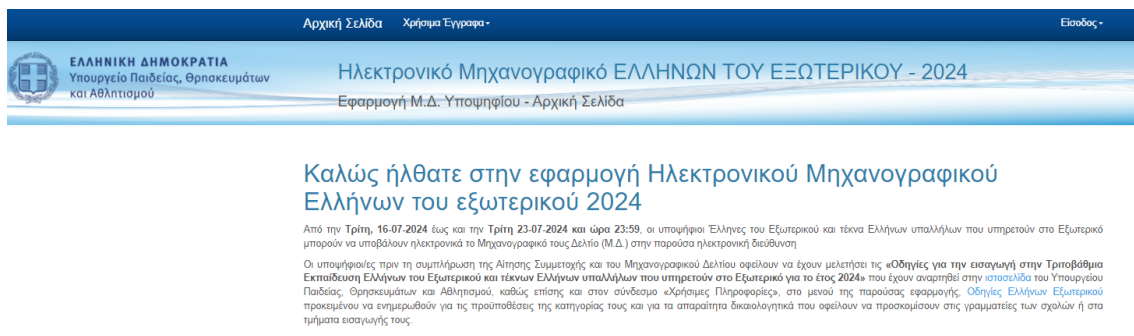 Αρχική Σελίδα Χρήσιμα Έγγραφα Είσοδος
ΕΛΛΗΝΙΚΗ ΔΗΜΟΚΡΑΤΙΑ
Υπουργείο Παιδείας, Θρησκευμάτων
και Αθλητισμού
Ηλεκτρονικό Μηχανογραφικό ΕΛΛΗΝΩΝ ΤΟΥ ΕΞΩΤΕΡΙΚΟΥ - 2024
Εφαρμογή Μ.Δ. Υποψηφίου - Αρχική Σελίδα
Καλώς ήλθατε στην εφαρμογή Ηλεκτρονικού Μηχανογραφικού
Ελλήνων του εξωτερικού 2024
Από την Τρίτη, 16-07-2024 έως και την Τρίτη 23-07-2024 και ώρα 23:59, οι υποψήφιοι Έλληνες του Εξωτερικού και τέκνα Ελλήνων υπαλλήλων που υπηρετούν στο Εξωτερικό
μπορούν να υποβάλουν ηλεκτρονικά το Μηχανογραφικό τους Δελτίο (Μ.Δ.) στην παρούσα ηλεκτρονική διεύθυνση
Οι υποψήφιοι/ες πριν τη συμπλήρωση της Αίτησης Συμμετοχής και του Μηχανογραφικού Δελτίου οφείλουν να έχουν μελετήσει τις «Οδηγίες για την εισαγωγή στην Τριτοβάθμια
Εκπαίδευση Ελλήνων του Εξωτερικού και τέκνων Ελλήνων υπαλλήλων που υπηρετούν στο Εξωτερικό για το έτος 2024» που έχουν αναρτηθεί στην ιστοσελίδα του Υπουργείου
Παιδείας, Θρησκευμάτων και Αθλητισμού, καθώς επίσης και στον σύνδεσμο «Χρήσιμες Πληροφορίες», στο μενού της παρούσας εφαρμογής, Οδηγίες Ελλήνων Εξωτερικού
προκειμένου να ενημερωθούν για τις προϋποθέσεις της κατηγορίας τους και για τα απαραίτητα δικαιολογητικά που οφείλουν να προσκομίσουν στις γραμματείες των σχολών ή στα
τμήματα εισαγωγής τους.